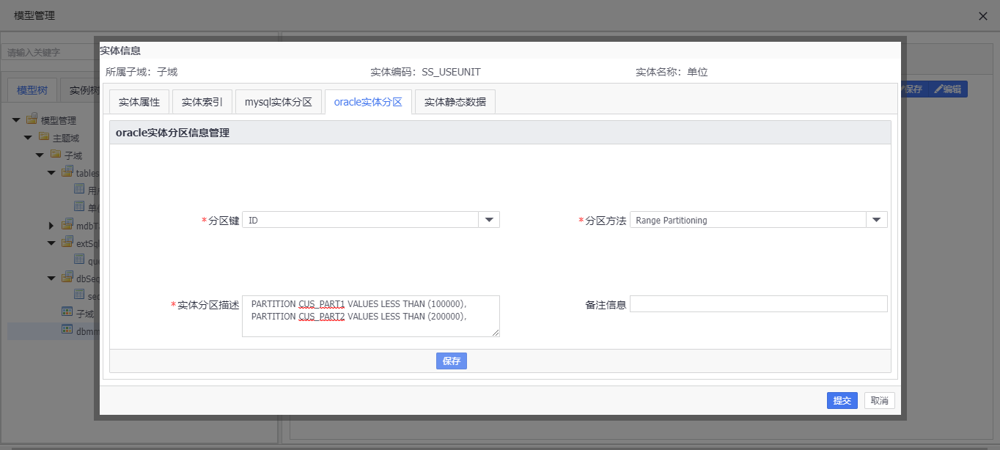 模型管理
请输入关键字
模型树
实例树
模型管理
主题域
子域
tables
用户
单位
mdbTa
extSql
que
dbSeq
sec
子域
dbmm
保存
编辑
实体信息
所属子域：子域 实体编码：SS_USEUNIT 实体名称：单位
实体属性 实体索引 mysql实体分区 oracle实体分区 实体静态数据
oracle实体分区信息管理
*分区键 ID *分区方法 Range Partitioning
*实体分区描述 PARTITION CUS_PART1 VALUES LESS THAN (100000),
PARTITION CUS_PART2 VALUES LESS THAN (200000),
备注信息
保存
提交 取消